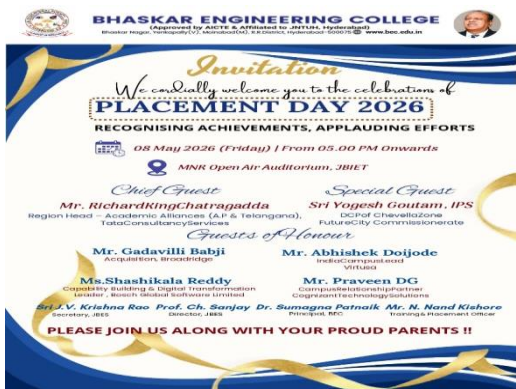 BHASKAR ENGINEERING COLLEGE
(Approved by AICTE & Affiliated to JNTUH, Hyderabad)
Bhaskar Nagar, Yenkapally(V), Moinabad(M), R.R.District, Hyderabad-500075 www.bec.edu.in
Invitation
We cordially welcome you to the celebrations of
PLACEMENT DAY 2026
RECOGNISING ACHIEVEMENTS, APPLAUDING EFFORTS
08 May 2026 (Friday) | From 05.00 PM Onwards
MNR Open Air Auditorium, JBIET
Chief Guest Special Guest
Mr. RichardKingChatragadda Sri Yogesh Goutam, IPS
Region Head – Academic Alliances (A.P & Telangana), DCPof ChevellaZone
TataConsultancyServices FutureCity Commissionerate
Guests of Honour
Mr. Gadavilli Babji Mr. Abhishek Doijode
Acquisition, Broadridge IndiaCampusLead
Virtusa
Ms.Shashikala Reddy Mr. Praveen DG
Capability Building & Digital Transformation CampusRelationshipPartner
Leader , Bosch Global Software Limited CognizantTechnologySolutions
Sri J.V. Krishna Rao Prof. Ch. Sanjay Dr. Sumagna Patnaik Mr. N. Nand Kishore
Secretary, JBES Director, JBES Principal, BEC Training& Placement Officer
PLEASE JOIN US ALONG WITH YOUR PROUD PARENTS !!